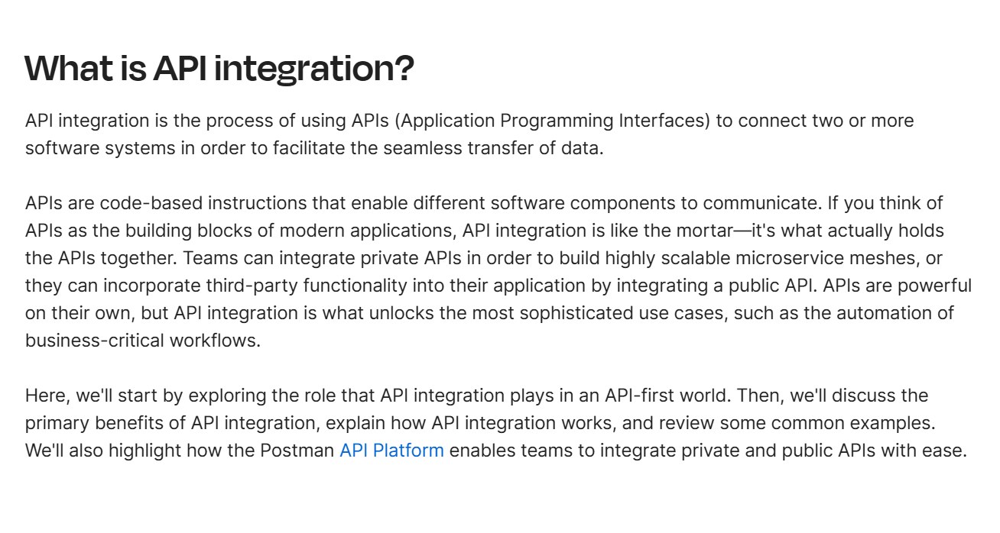 What is API integration?
API integration is the process of using APIs (Application Programming Interfaces) to connect two or more
software systems in order to facilitate the seamless transfer of data.
APIs are code-based instructions that enable different software components to communicate. If you think of
APIs as the building blocks of modern applications, API integration is like the mortar—it's what actually holds
the APIs together. Teams can integrate private APIs in order to build highly scalable microservice meshes, or
they can incorporate third-party functionality into their application by integrating a public API. APIs are powerful
on their own, but API integration is what unlocks the most sophisticated use cases, such as the automation of
business-critical workflows.
Here, we'll start by exploring the role that API integration plays in an API-first world. Then, we'll discuss the
primary benefits of API integration, explain how API integration works, and review some common examples.
We'll also highlight how the Postman API Platform enables teams to integrate private and public APIs with ease.